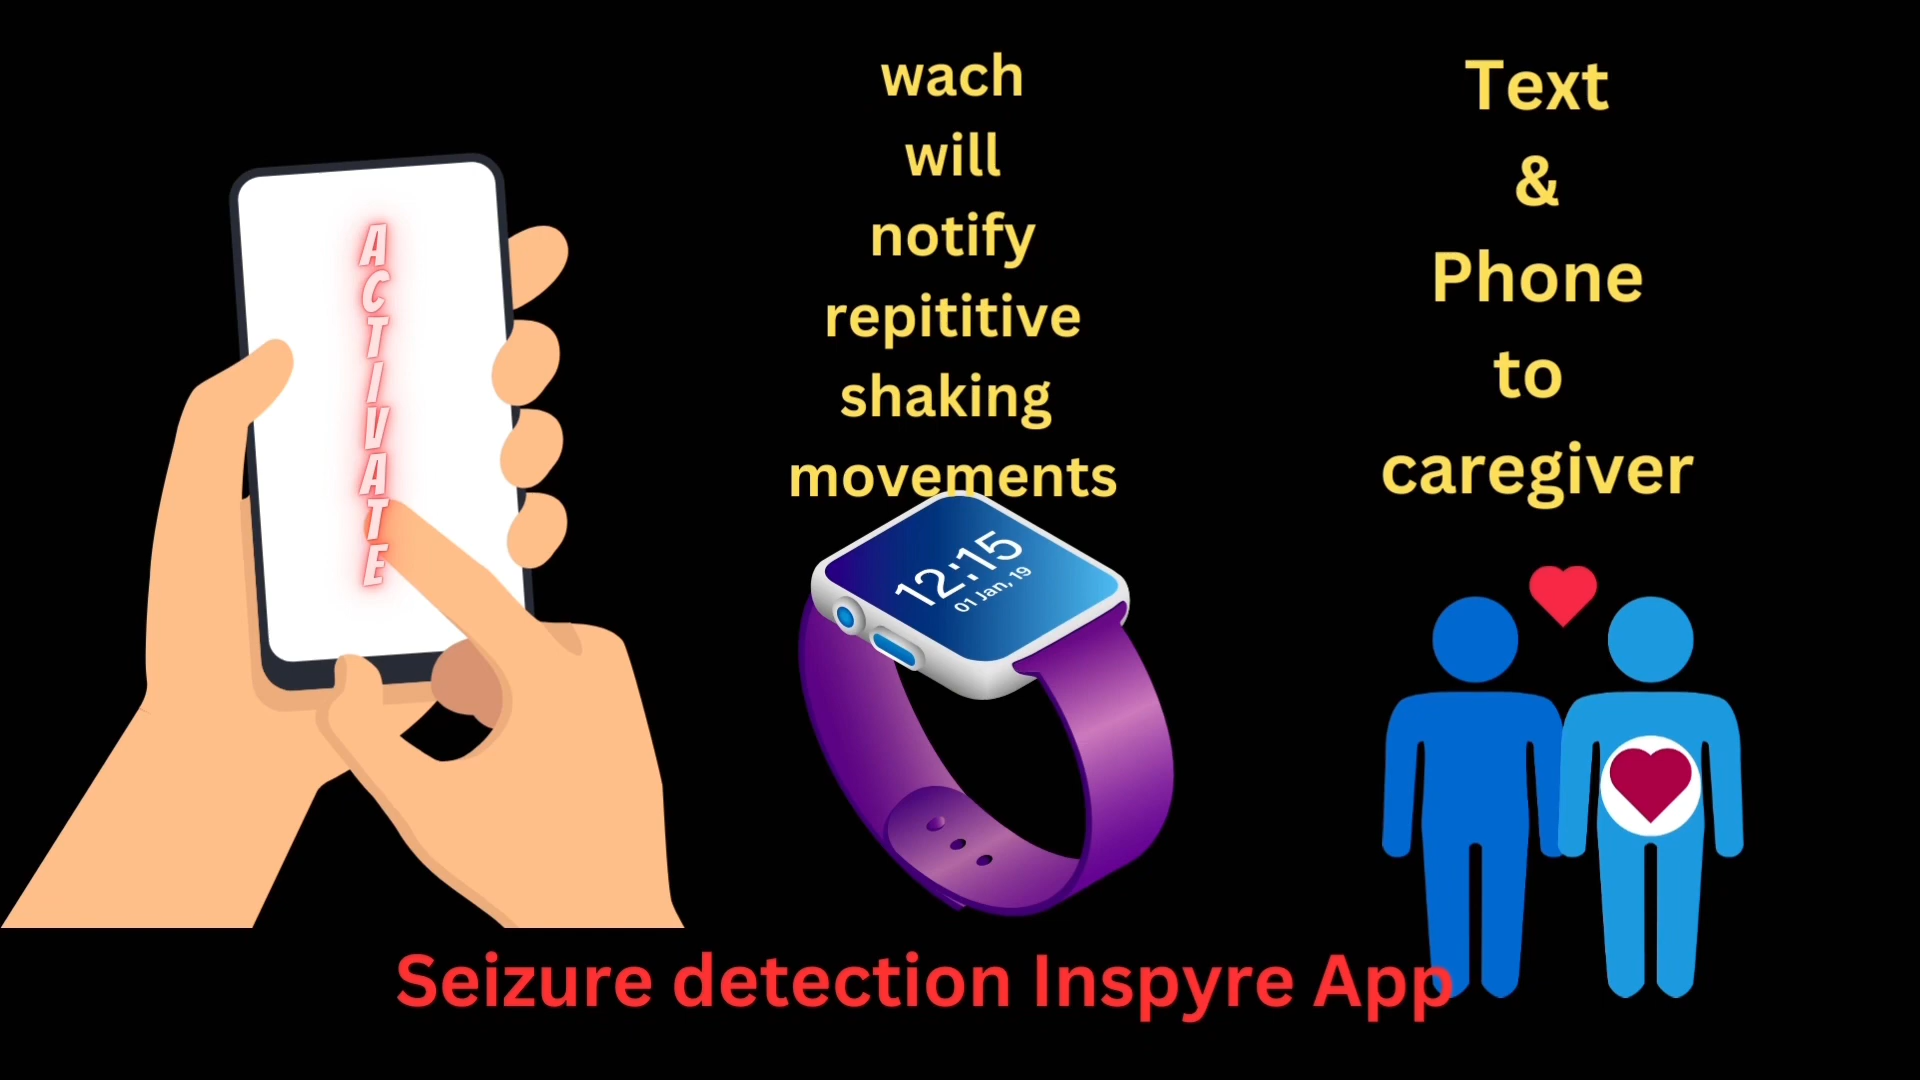 ACTIVATE
wach
will
notify
repititive
shaking
movements
12:15
01 Jan, 19
Text
&
Phone
to
caregiver
Seizure detection Inspyre App